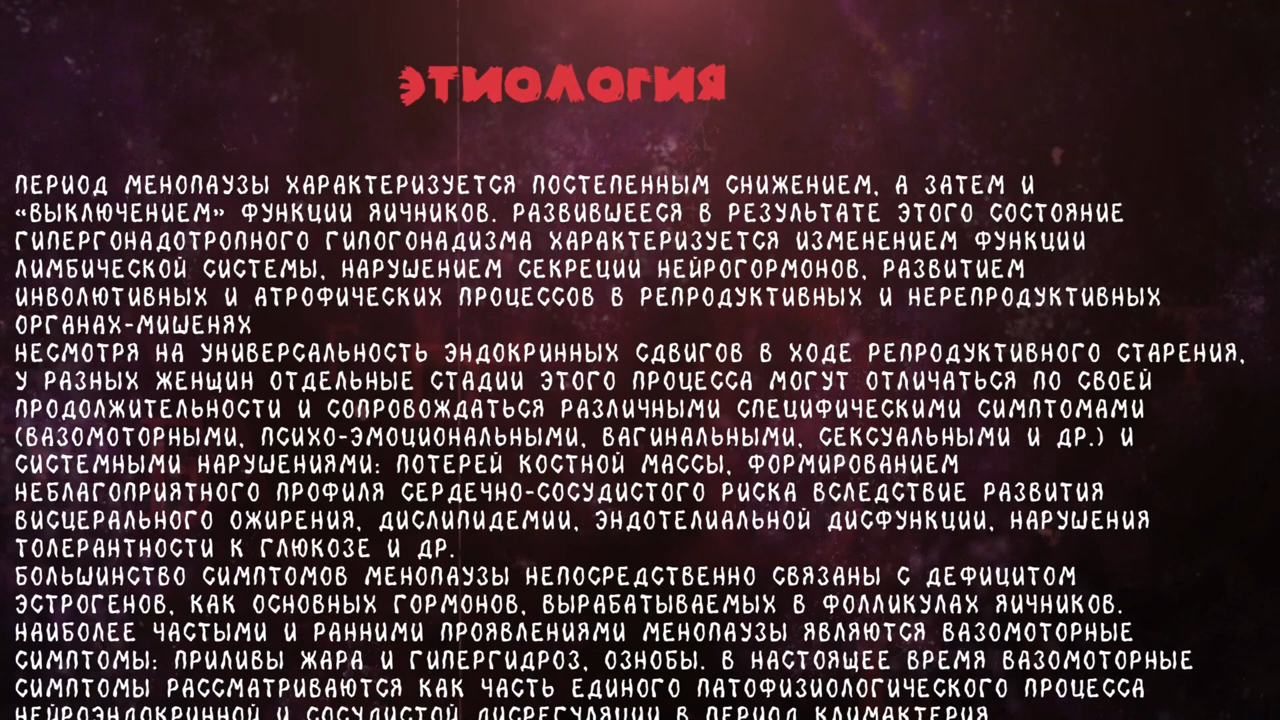 ЭТИОЛОГИЯ
ПЕРИОД МЕНОПАУЗЫ ХАРАКТЕРИЗУЕТСЯ ПОСТЕПЕННЫМ СНИЖЕНИЕМ, А ЗАТЕМ И
«ВЫКЛЮЧЕНИЕМ» ФУНКЦИИ ЯИЧНИКОВ. РАЗВИВШЕЕСЯ В РЕЗУЛЬТАТЕ ЭТОГО СОСТОЯНИЕ
ГИПЕРГОНАДОТРОПНОГО ГИПОГОНАДИЗМА ХАРАКТЕРИЗУЕТСЯ ИЗМЕНЕНИЕМ ФУНКЦИИ
ЛИМБИЧЕСКОЙ СИСТЕМЫ, НАРУШЕНИЕМ СЕКРЕЦИИ НЕЙРОГОРМОНОВ, РАЗВИТИЕМ
ИНВОЛЮТИВНЫХ И АТРОФИЧЕСКИХ ПРОЦЕССОВ В РЕПРОДУКТИВНЫХ И НЕРЕПРОДУКТИВНЫХ
ОРГАНАХ-МИШЕНЯХ
НЕСМОТРЯ НА УНИВЕРСАЛЬНОСТЬ ЭНДОКРИННЫХ СДВИГОВ В ХОДЕ РЕПРОДУКТИВНОГО СТАРЕНИЯ,
У РАЗНЫХ ЖЕНЩИН ОТДЕЛЬНЫЕ СТАДИИ ЭТОГО ПРОЦЕССА МОГУТ ОТЛИЧАТЬСЯ ПО СВОЕЙ
ПРОДОЛЖИТЕЛЬНОСТИ И СОПРОВОЖДАТЬСЯ РАЗЛИЧНЫМИ СПЕЦИФИЧЕСКИМИ СИМПТОМАМИ
(ВАЗОМОТОРНЫМИ, ПСИХО-ЭМОЦИОНАЛЬНЫМИ, ВАГИНАЛЬНЫМИ, СЕКСУАЛЬНЫМИ И ДР.) И
СИСТЕМНЫМИ НАРУШЕНИЯМИ: ПОТЕРЕЙ КОСТНОЙ МАССЫ, ФОРМИРОВАНИЕМ
НЕБЛАГОПРИЯТНОГО ПРОФИЛЯ СЕРДЕЧНО-СОСУДИСТОГО РИСКА ВСЛЕДСТВИЕ РАЗВИТИЯ
ВИСЦЕРАЛЬНОГО ОЖИРЕНИЯ, ДИСЛИПИДЕМИИ, ЭНДОТЕЛИАЛЬНОЙ ДИСФУНКЦИИ, НАРУШЕНИЯ
ТОЛЕРАНТНОСТИ К ГЛЮКОЗЕ И ДР.
БОЛЬШИНСТВО СИМПТОМОВ МЕНОПАУЗЫ НЕПОСРЕДСТВЕННО СВЯЗАНЫ С ДЕФИЦИТОМ
ЭСТРОГЕНОВ, КАК ОСНОВНЫХ ГОРМОНОВ, ВЫРАБАТЫВАЕМЫХ В ФОЛЛИКУЛАХ ЯИЧНИКОВ.
НАИБОЛЕЕ ЧАСТЫМИ И РАННИМИ ПРОЯВЛЕНИЯМИ МЕНОПАУЗЫ ЯВЛЯЮТСЯ ВАЗОМОТОРНЫЕ
СИМПТОМЫ: ПРИЛИВЫ ЖАРА И ГИПЕРГИДРОЗ, ОЗНОБЫ. В НАСТОЯЩЕЕ ВРЕМЯ ВАЗОМОТОРНЫЕ
СИМПТОМЫ РАССМАТРИВАЮТСЯ КАК ЧАСТЬ ЕДИНОГО ПАТОФИЗИОЛОГИЧЕСКОГО ПРОЦЕССА
НЕЙРОЭНДОКРИННОЙ И СОСУДИСТОЙ ДИСРЕГУЛЯЦИИ В ПЕРИОД КЛИМАКТЕРИЯ